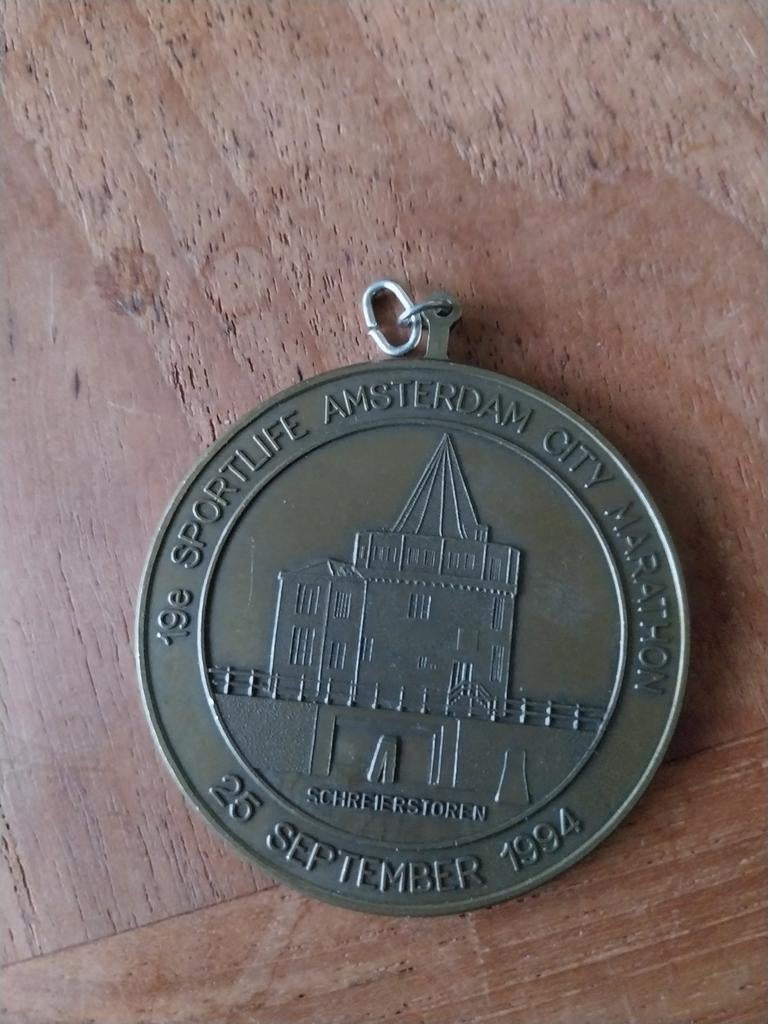 19e SPORTLIFE AMSTERDAM CITY MARATHON
SCHREIERSTOREN
25 SEPTEMBER 1994